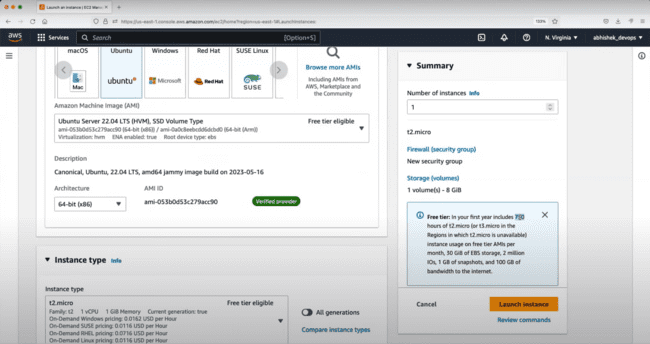 Launch an instance | EC2 Manag
https://us-east-1.console.aws.amazon.com/ec2/home?region=us-east-1#LaunchInstances:
133%
aws
Services
Search
[Option+S]
N. Virginia
abhishek_devops
macOS
Ubuntu
Windows
Red Hat
SUSE Linux
Mac
ubuntu
Microsoft
Red Hat
SUSE
Browse more AMIs
Including AMIs from
AWS, Marketplace and
the Community
Amazon Machine Image (AMI)
Ubuntu Server 22.04 LTS (HVM), SSD Volume Type
Free tier eligible
ami-053b0d53c279acc90 (64-bit (x86)) / ami-0a0c8eebcdd6dcbd0 (64-bit (Arm))
Virtualization: hvm ENA enabled: true Root device type: ebs
Description
Canonical, Ubuntu, 22.04 LTS, amd64 jammy image build on 2023-05-16
Architecture
AMI ID
64-bit (x86)
ami-053b0d53c279acc90
Verified provider
Instance type
Info
Instance type
t2.micro
Free tier eligible
Family: t2 1 vCPU 1 GiB Memory Current generation: true
On-Demand Windows pricing: 0.0162 USD per Hour
On-Demand SUSE pricing: 0.0116 USD per Hour
On-Demand RHEL pricing: 0.0716 USD per Hour
On-Demand Linux pricing: 0.0116 USD per Hour
All generations
Compare instance types
Summary
Number of instances
Info
1
t2.micro
Firewall (security group)
New security group
Storage (volumes)
1 volume(s) - 8 GiB
Free tier: In your first year includes 750
hours of t2.micro (or t3.micro in the
Regions in which t2.micro is unavailable)
instance usage on free tier AMIs per
month, 30 GiB of EBS storage, 2 million
IOs, 1 GB of snapshots, and 100 GB of
bandwidth to the internet.
Cancel
Launch instance
Review commands